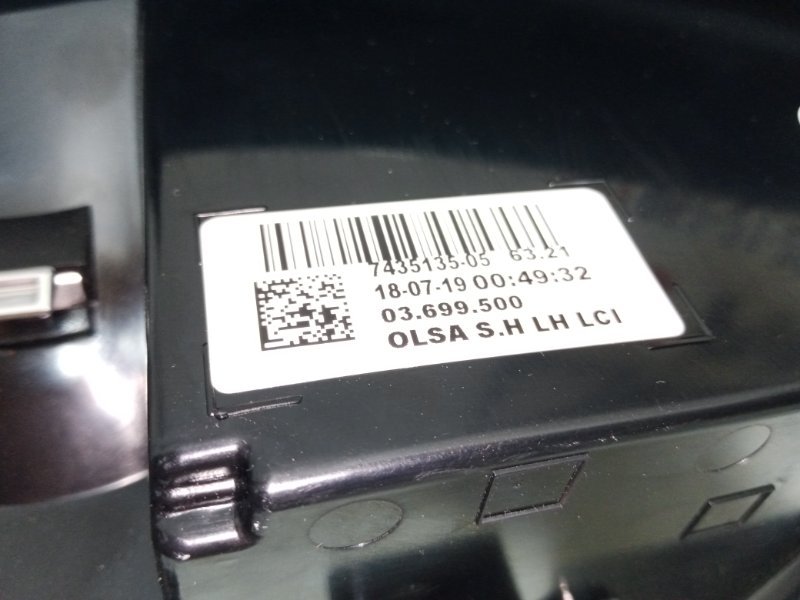 7435135-05 63.21
18-07-19 00:49:32
03.699.500
OLSA S.H LH LCI